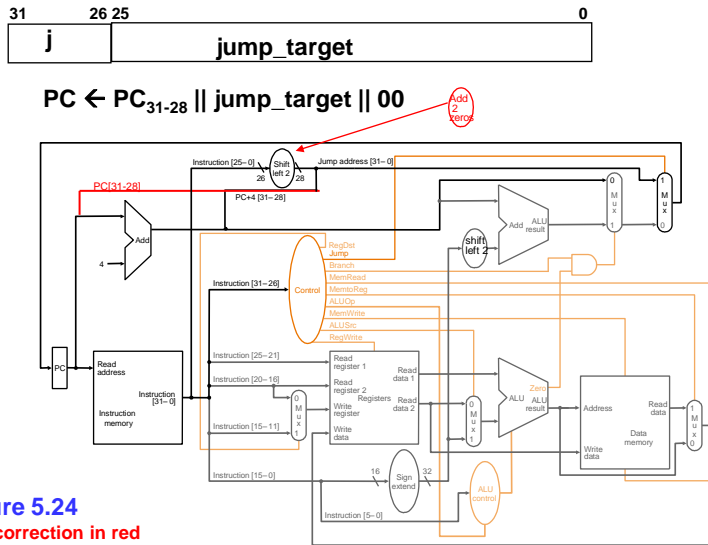 31 26 25 0
j jump_target
PC ← PC31-28 || jump_target || 00
Add
2
zeros
Instruction [25–0]
Shift
left 2
Jump address [31–0]
26
28
PC[31-28]
PC+4 [31–28]
Add
4
0
M
u
x
1
1
M
u
x
0
Add
ALU
result
shift
left 2
RegDst
Jump
Branch
MemRead
MemtoReg
ALUOp
MemWrite
ALUSrc
RegWrite
Instruction [31–26]
Control
PC
Read
address
Instruction
[31–0]
Instruction
memory
Instruction [25–21]
Instruction [20–16]
Instruction [15–11]
0
M
u
x
1
Read
register 1
Read
register 2
Write
register
Write
data
Registers
Read
data 1
Read
data 2
0
M
u
x
1
Zero
ALU
ALU
result
Address
Write
data
Read
data
Data
memory
1
M
u
x
0
Instruction [15–0]
16
Sign
extend
32
Instruction [5–0]
ALU
control
ure 5.24
correction in red